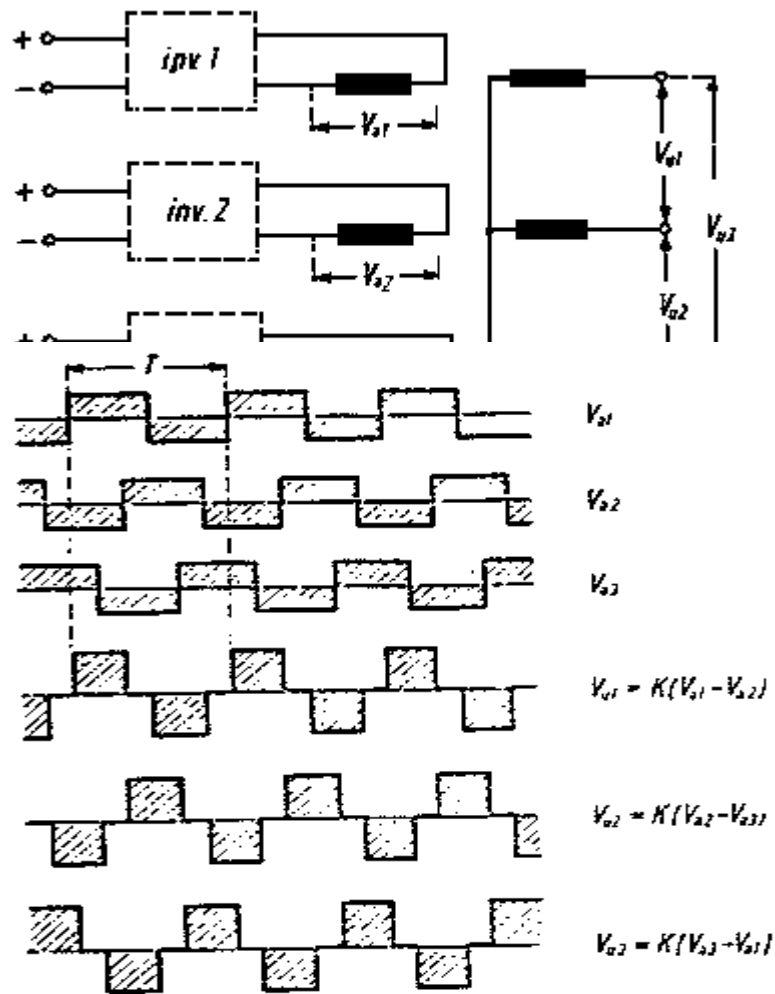 +
ipv. 1
−
Va1
+
inv. 2
−
Va2
+
Vu1
Vu3
Vu2
T
Va1
Va2
Va3
Vu1 = K(Va1 − Va2)
Vu2 = K(Va2 − Va3)
Vu3 = K(Va3 − Va1)